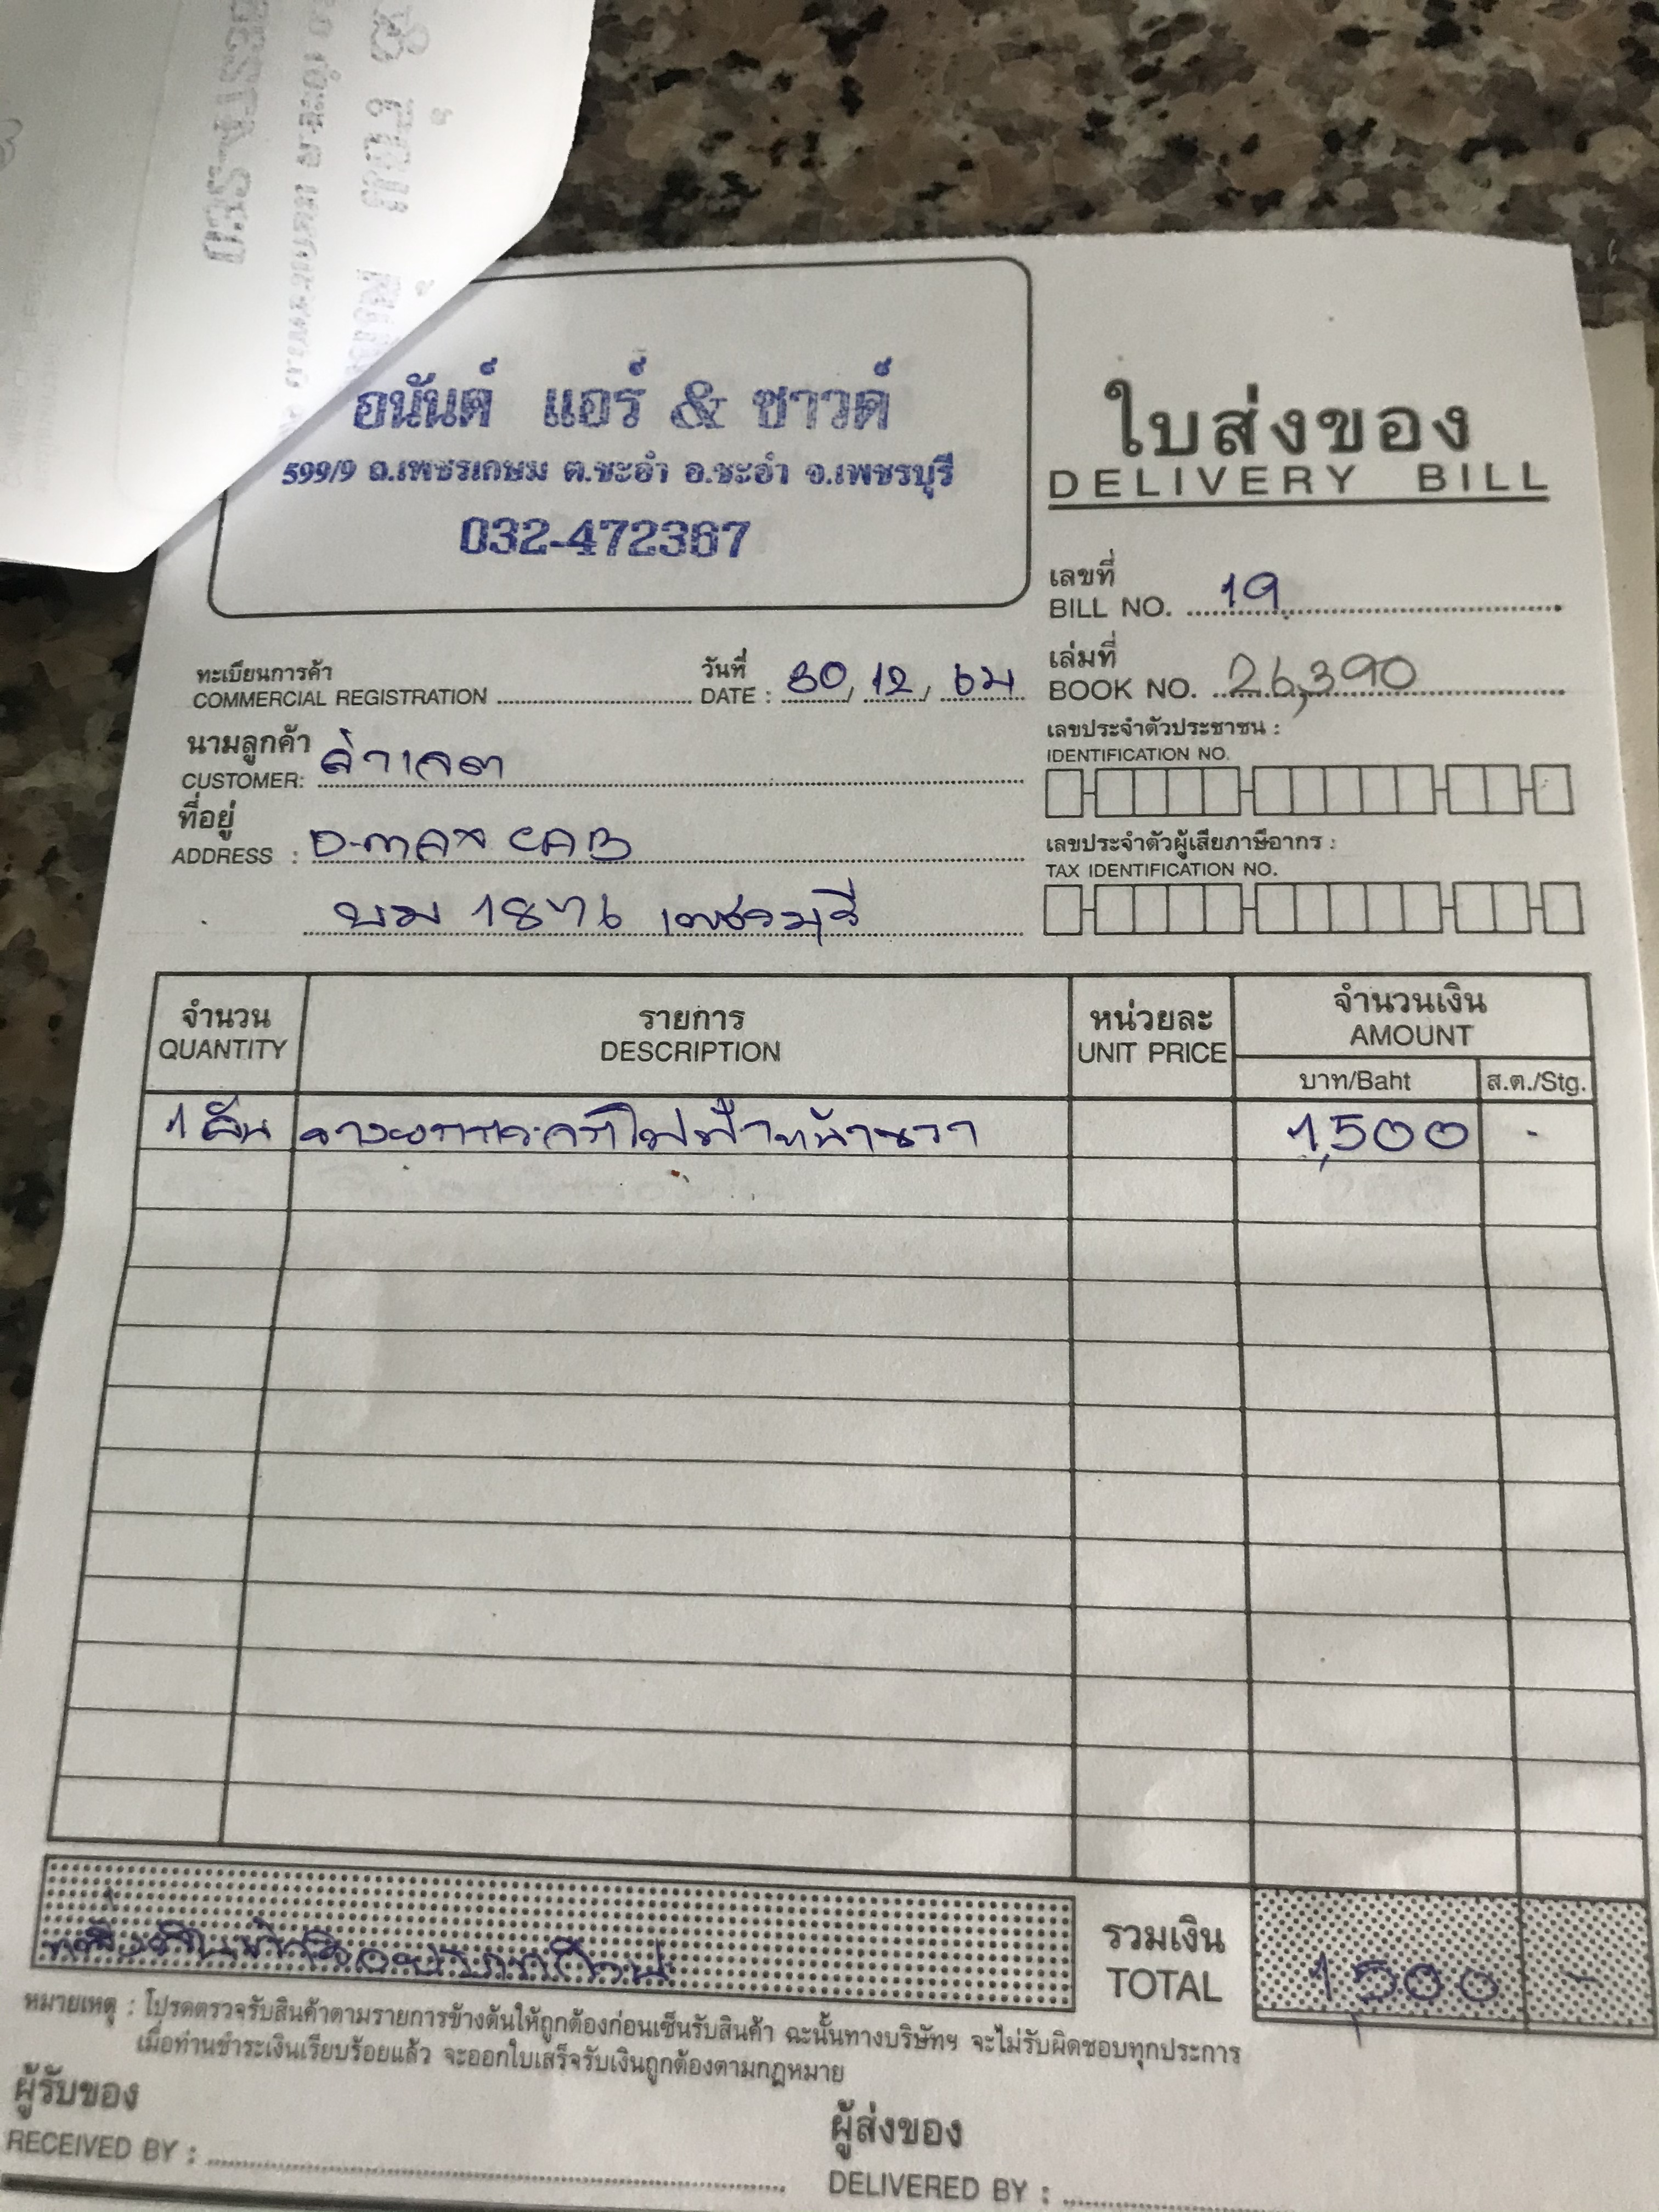 อนันต์ แอร์ & ซาวด์
599/9 ถ.เพชรเกษม ต.ชะอำ อ.ชะอำ จ.เพชรบุรี
032-472367
ใบส่งของ
DELIVERY BILL
เลขที่
BILL NO. 19
ทะเบียนการค้า
COMMERCIAL REGISTRATION
วันที่
DATE : 30, 12, 64
เล่มที่
BOOK NO. 26,390
นามลูกค้า
CUSTOMER:
เลขประจำตัวประชาชน :
IDENTIFICATION NO.
ที่อยู่
ADDRESS : D-MAX CAB
1876 เพชรบุรี
เลขประจำตัวผู้เสียภาษีอากร :
TAX IDENTIFICATION NO.
จำนวน
QUANTITY
รายการ
DESCRIPTION
หน่วยละ
UNIT PRICE
จำนวนเงิน
AMOUNT
บาท/Baht
ส.ต./Stg.
1 อัน 1,500 -
รวมเงิน
TOTAL
1,500 -
หมายเหตุ : โปรดตรวจรับสินค้าตามรายการข้างต้นให้ถูกต้องก่อนเซ็นรับสินค้า ฉะนั้นทางบริษัทฯ จะไม่รับผิดชอบทุกประการ
เมื่อท่านชำระเงินเรียบร้อยแล้ว จะออกใบเสร็จรับเงินถูกต้องตามกฎหมาย
ผู้รับของ
RECEIVED BY :
ผู้ส่งของ
DELIVERED BY :